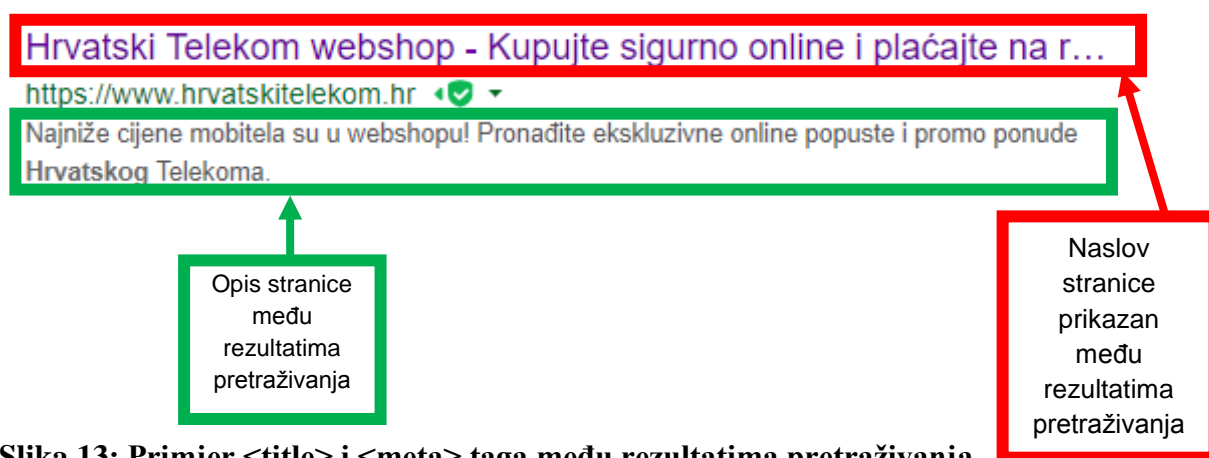 Hrvatski Telekom webshop - Kupujte sigurno online i plaćajte na r...
https://www.hrvatskitelekom.hr
Najniže cijene mobitela su u webshopu! Pronađite ekskluzivne online popuste i promo ponude
Hrvatskog Telekoma.
Opis stranice
među
rezultatima
pretraživanja
Naslov
stranice
prikazan
među
rezultatima
pretraživanja
Slika 13: Primjer <title> i <meta> taga među rezultatima pretraživanja